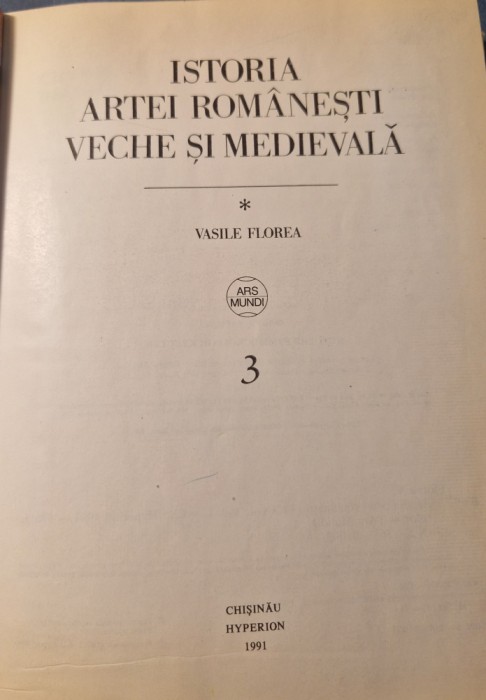 ISTORIA
ARTEI ROMÂNEȘTI
VECHE ȘI MEDIEVALĂ
*
VASILE FLOREA
ARS
MUNDI
3
CHIȘINĂU
HYPERION
1991